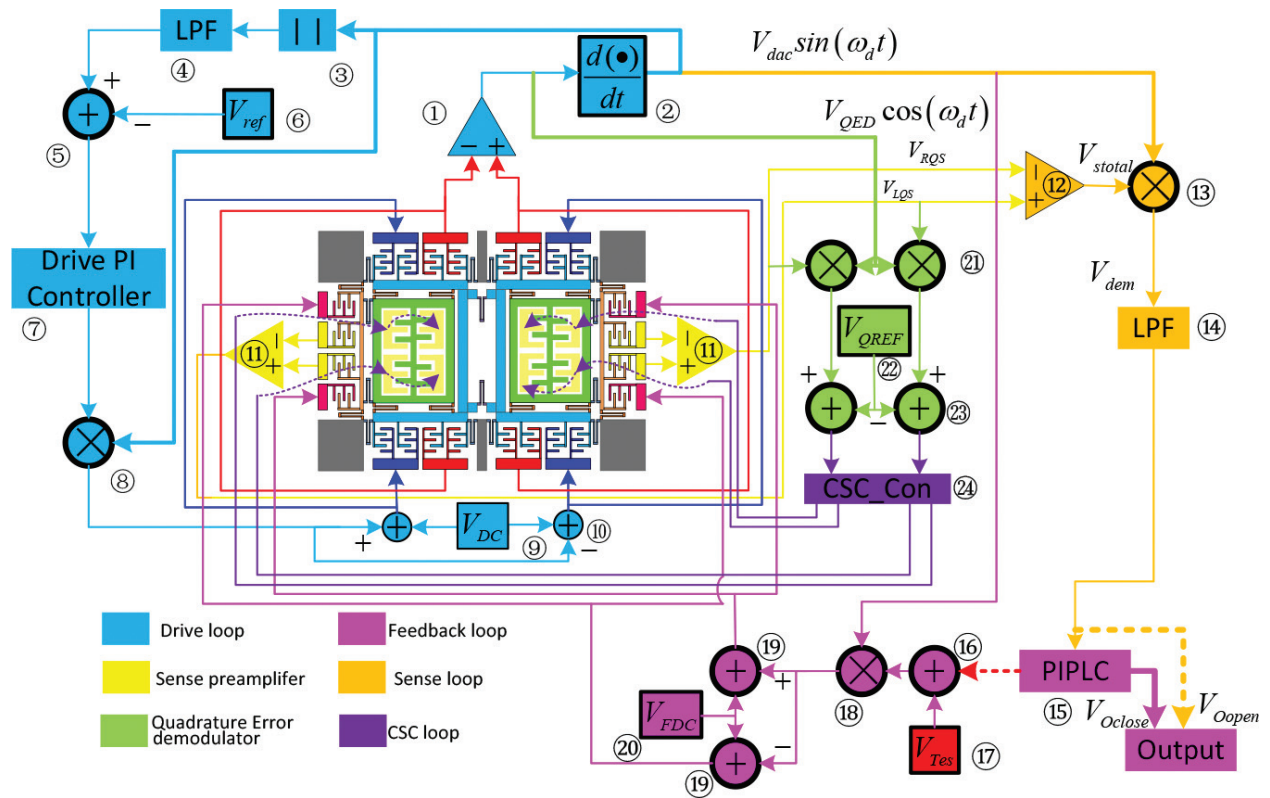 LPF
| |
④
③
d(•)
dt
②
V_dac sin(ω_d t)
+
+
−
V_ref
⑥
⑤
①
− +
V_QED cos(ω_d t)
V_RQS
V_LQS
−
+
⑫
V_stotal
⑬
Drive PI
Controller
⑦
㉑
V_dem
LPF
⑭
−
+
⑪
−
+
⑪
V_QREF
㉒
+
+
+
+
−
㉓
⑧
CSC_Con
㉔
+
+
V_DC
⑨
+
⑩
−
Drive loop
Feedback loop
Sense preamplifer
Sense loop
Quadrature Error
demodulator
CSC loop
⑲
+
+
⑱
+
⑯
PIPLC
⑮
V_Oclose
V_Oopen
V_FDC
⑳
−
+
⑲
V_Tes
⑰
Output